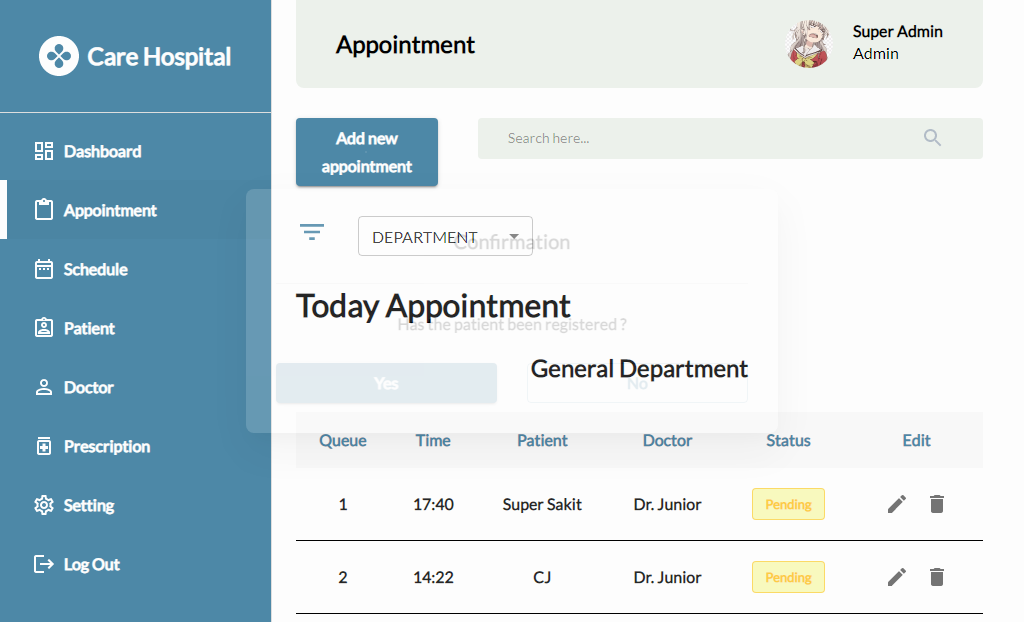 Care Hospital
Dashboard
Appointment
Schedule
Patient
Doctor
Prescription
Setting
Log Out
Appointment
Super Admin
Admin
Add new
appointment
Search here...
DEPARTMENT
Confirmation
Today Appointment
Has the patient been registered ?
General Department
Yes
No
Queue Time Patient Doctor Status Edit
1 17:40 Super Sakit Dr. Junior Pending
2 14:22 CJ Dr. Junior Pending